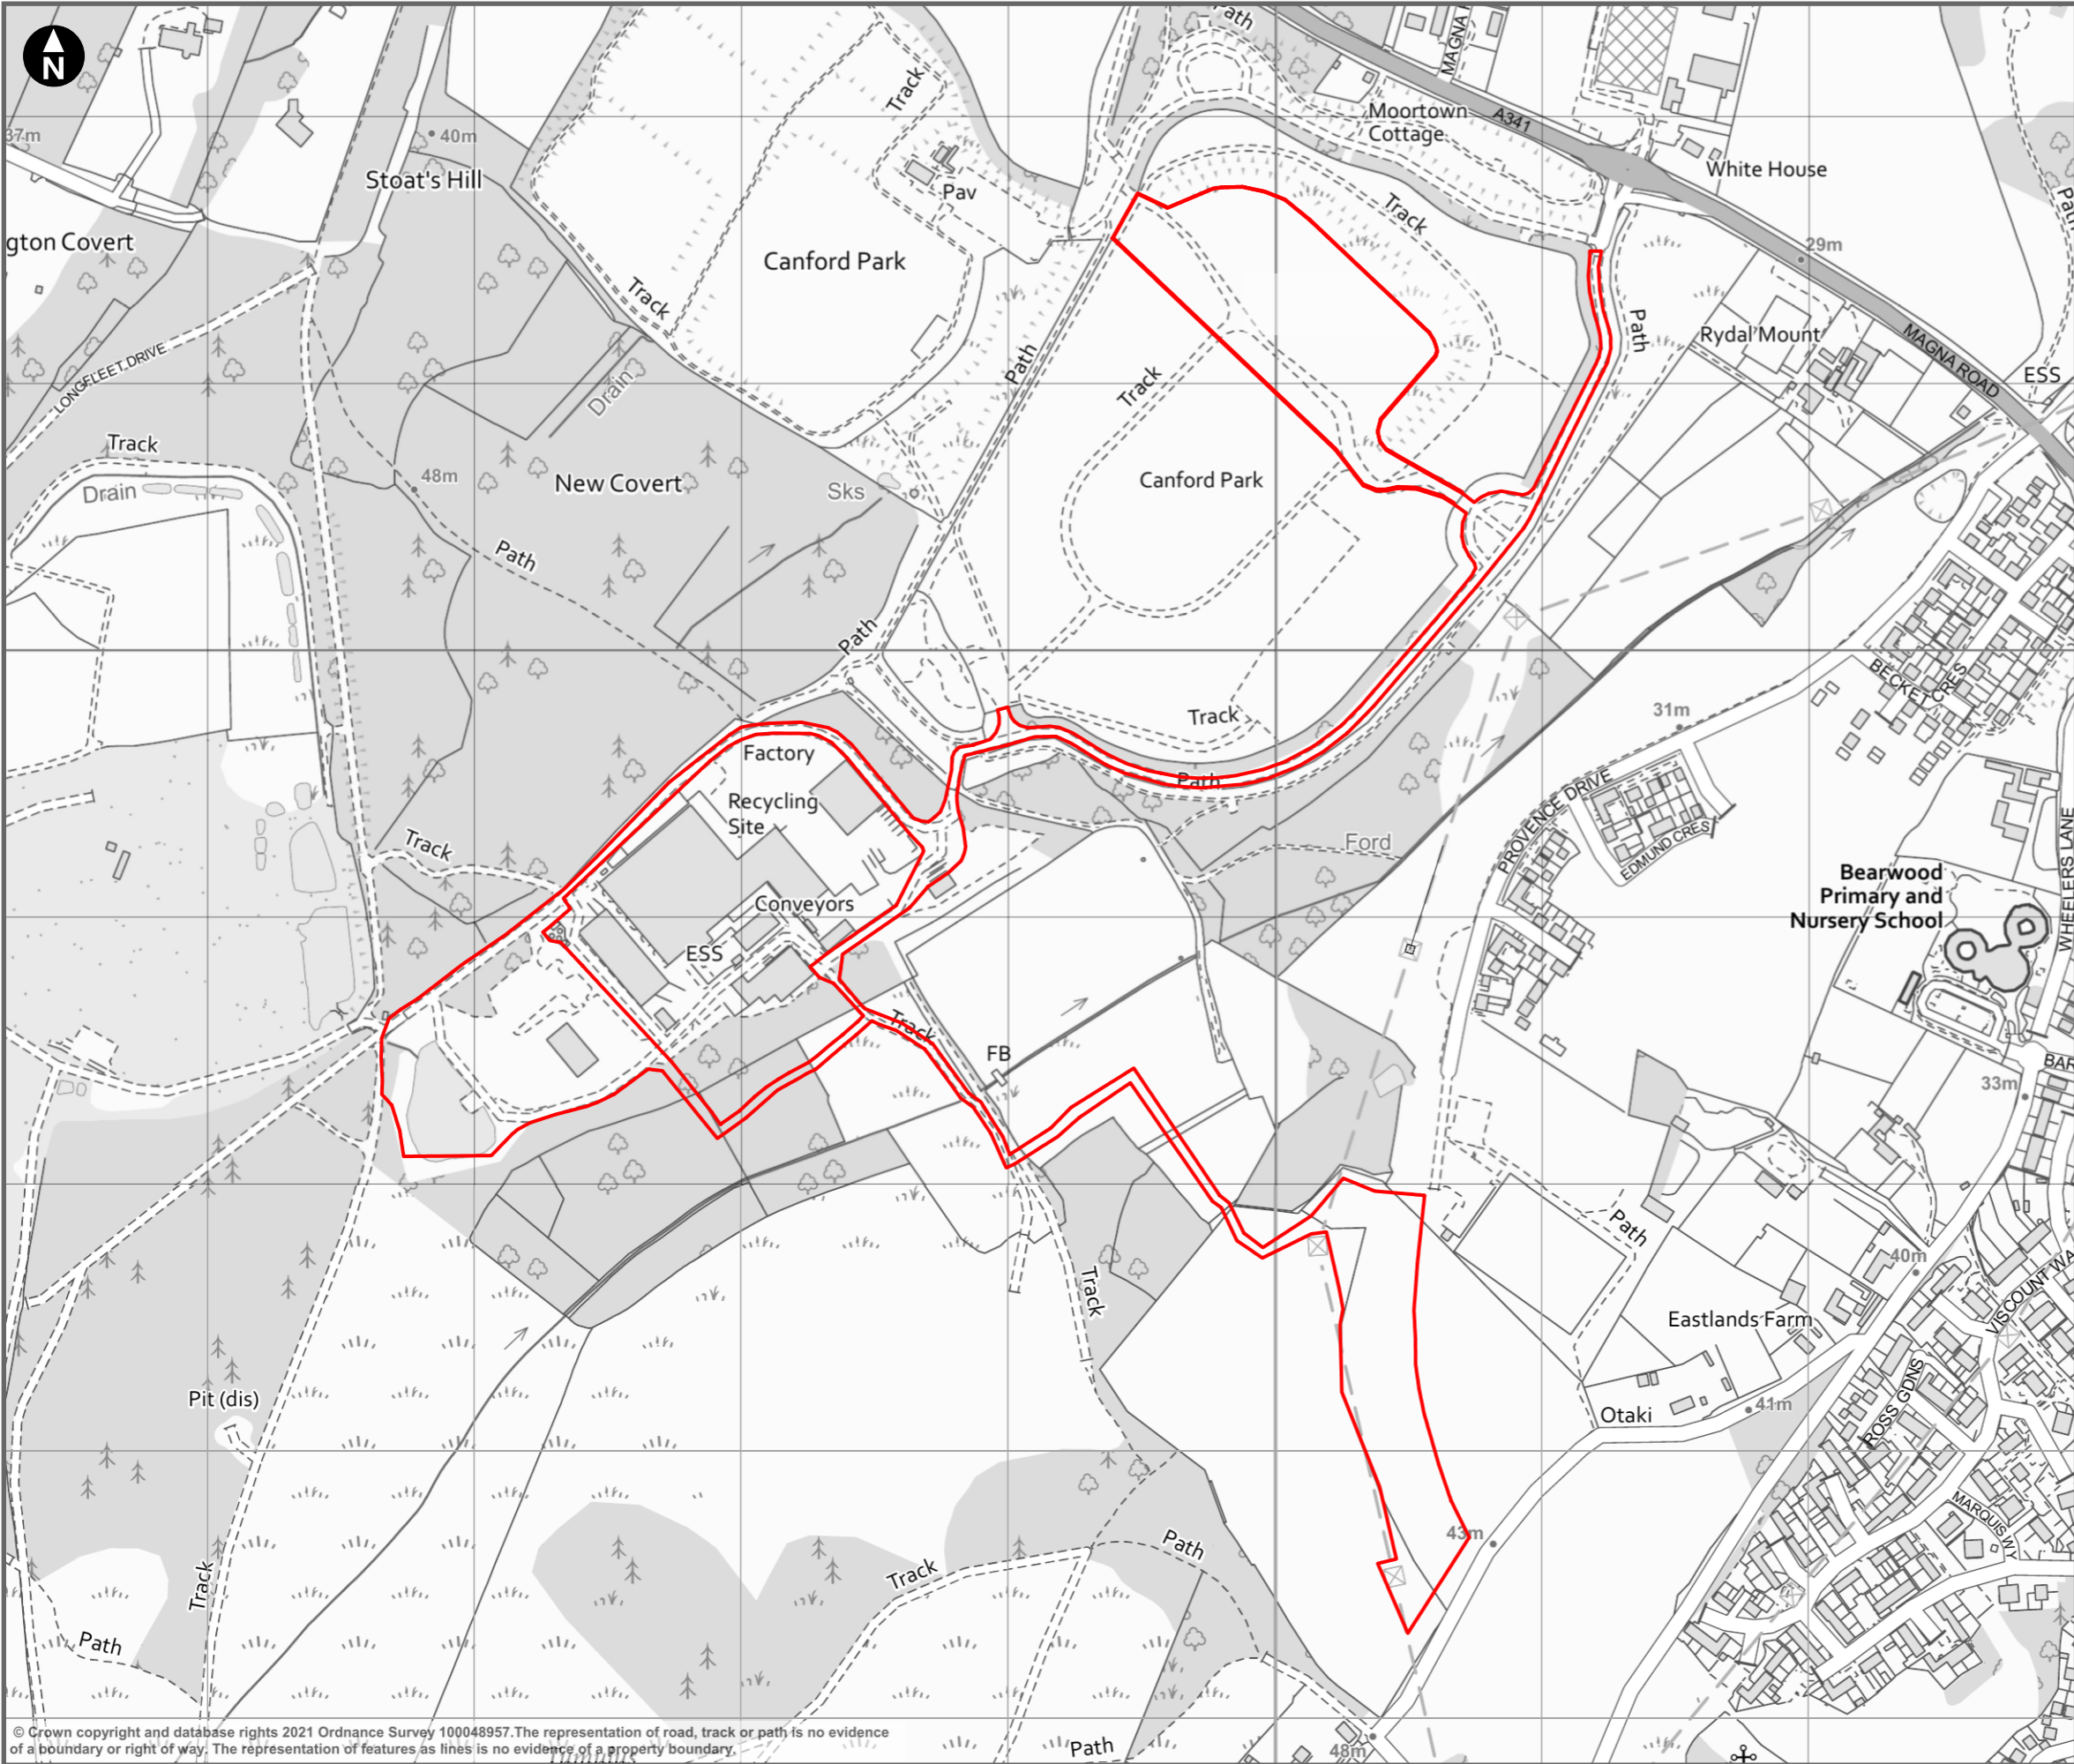 N
Path
MAGNA
Track
Moortown
Cottage
A341
37m
40m
Stoat's Hill
White House
Pav
Path
gton Covert
Canford Park
Track
29m
Track
Path
Rydal Mount
MAGNA ROAD
LONGFLEET DRIVE
Drain
Path
Track
ESS
Track
48m
New Covert
Sks
Canford Park
Drain
Path
Path
BECKET CRES
31m
Track
Factory
Path
Recycling
Site
PROVENCE DRIVE
EDMUND CRES
WHEELERS LANE
Track
Ford
Bearwood
Primary and
Nursery School
Conveyors
ESS
Track
FB
BAR
33m
Path
40m
VISCOUNT WA
Track
Eastlands Farm
Pit (dis)
ROSS GDNS
Otaki
41m
MARQUIS WY
43m
Path
Track
Track
Path
© Crown copyright and database rights 2021 Ordnance Survey 100048957.The representation of road, track or path is no evidence
of a boundary or right of way. The representation of features as lines is no evidence of a property boundary.
Path
48m